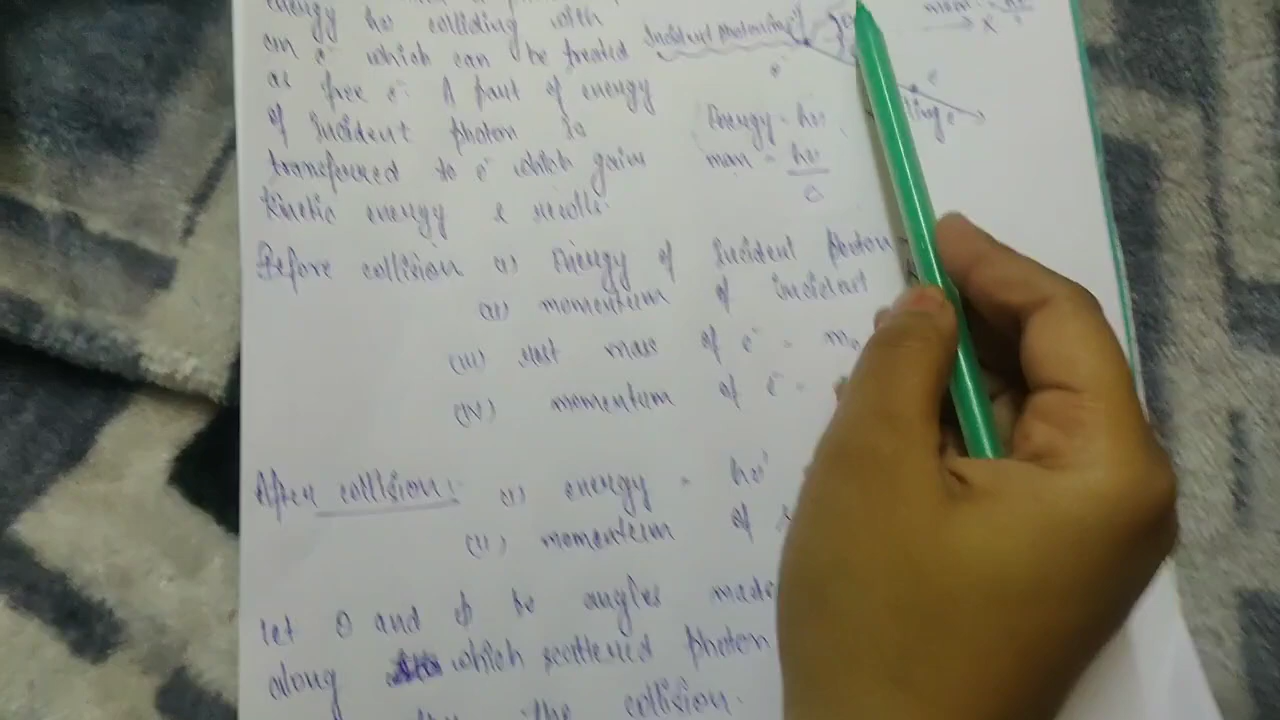 energy hν colliding with
an e⁻ which can be treated
as free e⁻ A part of energy
of incident photon is
transferred to e⁻ which gains
kinetic energy & recoils.
Incident photon
e⁻
Energy = hν
mom = hν
c
Before collision (i) Energy of Incident photon
(ii) momentum of incident
(iii) rest mass of e⁻ = m₀
(iv) momentum of e⁻ =
After collision: (i) energy = hν'
(ii) momentum of
let θ and ϕ be angles made
along which scattered photon
the collision.